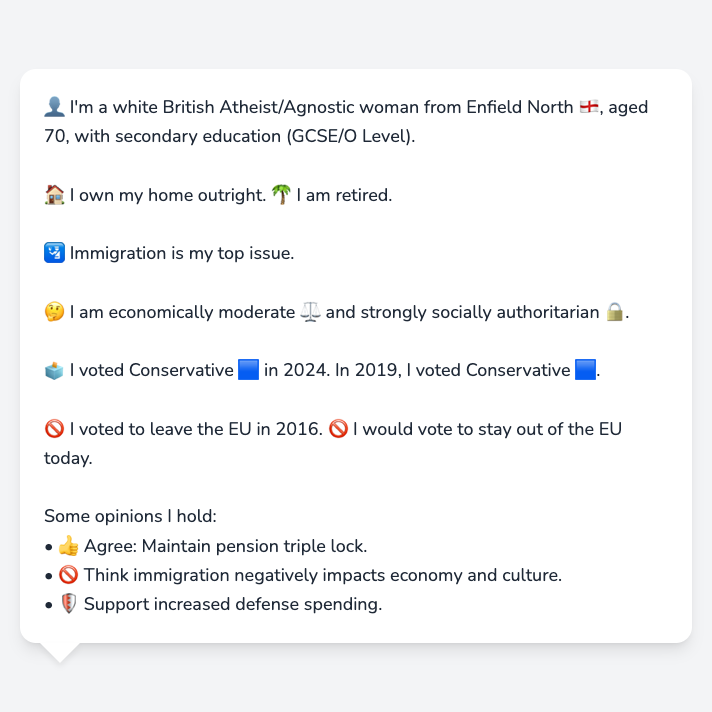 👤 I'm a white British Atheist/Agnostic woman from Enfield North 🏴󠁧󠁢󠁥󠁮󠁧󠁿, aged
70, with secondary education (GCSE/O Level).
🏠 I own my home outright. 🌴 I am retired.
🛂 Immigration is my top issue.
🤔 I am economically moderate ⚖️ and strongly socially authoritarian 🔒.
🗳️ I voted Conservative 🟦 in 2024. In 2019, I voted Conservative 🟦.
🚫 I voted to leave the EU in 2016. 🚫 I would vote to stay out of the EU
today.
Some opinions I hold:
• 👍 Agree: Maintain pension triple lock.
• 🚫 Think immigration negatively impacts economy and culture.
• 🛡️ Support increased defense spending.